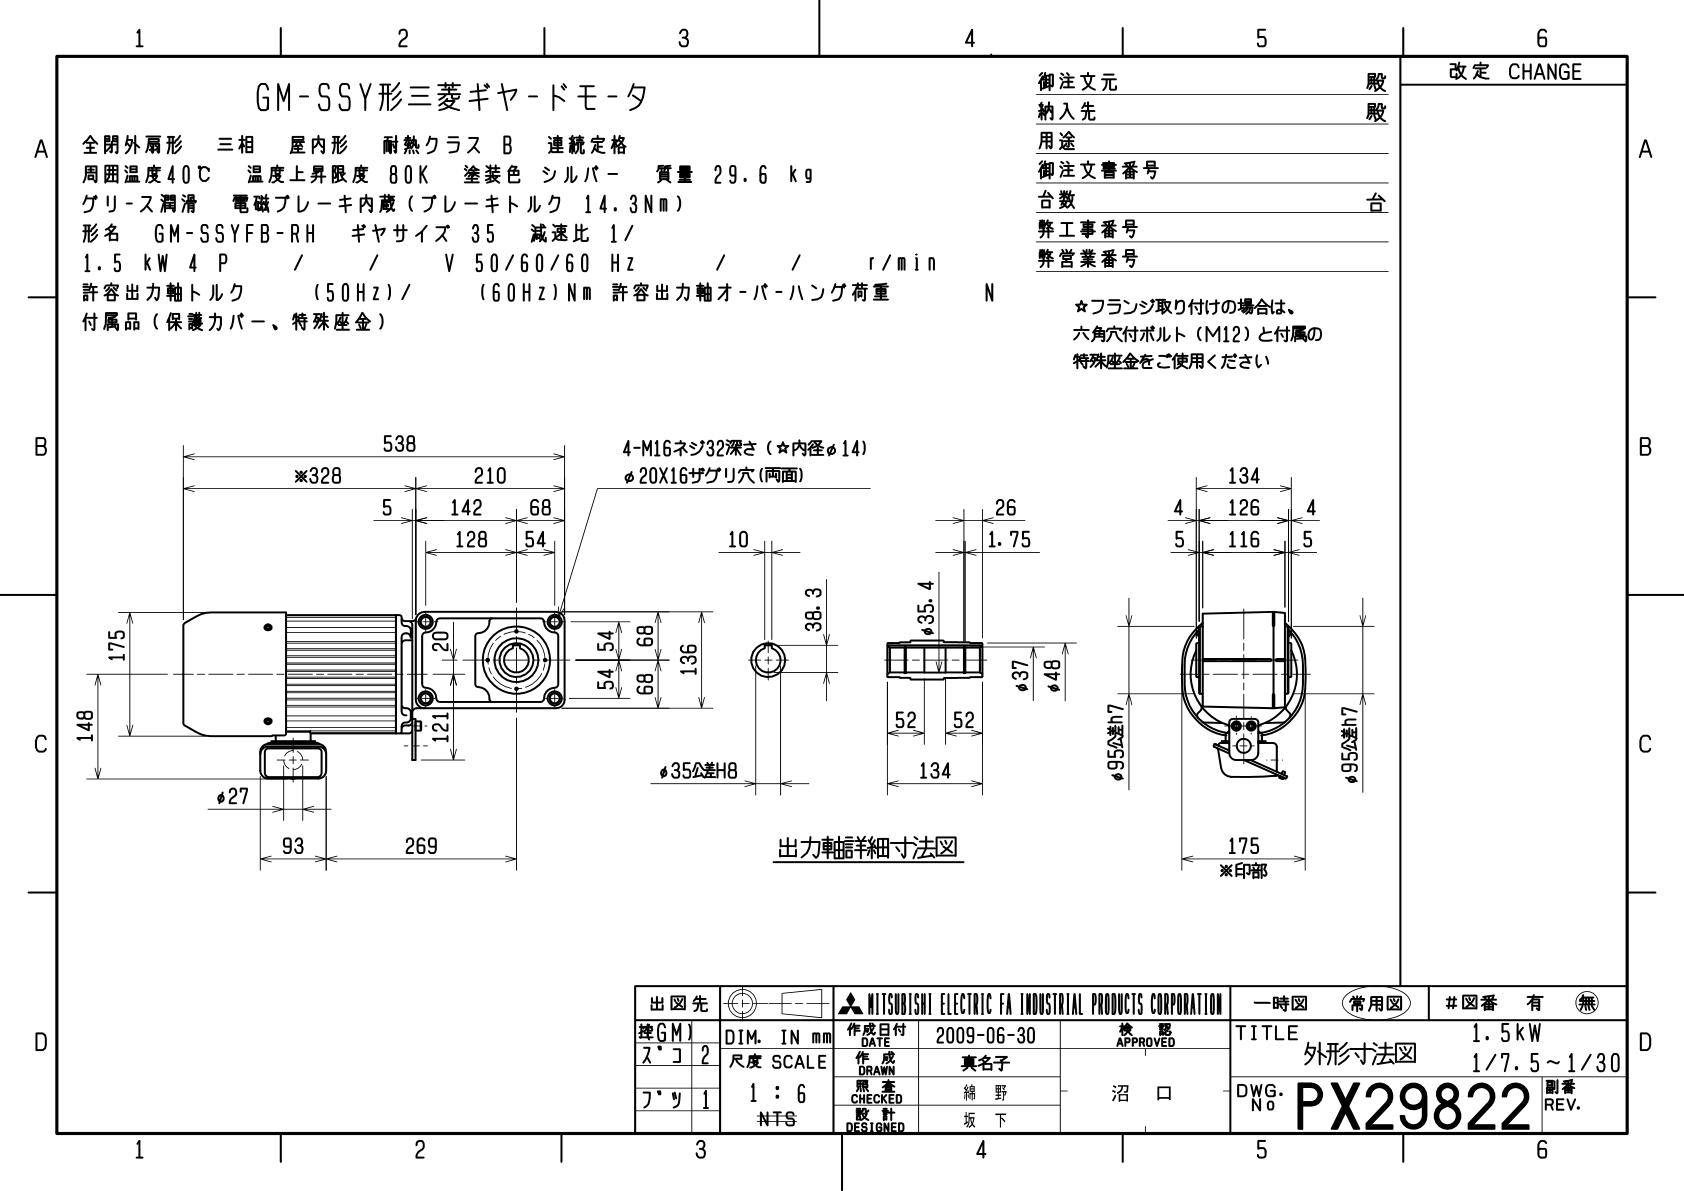 1 2 3 4 5 6
改定 CHANGE
GM-SSY形三菱ギヤードモータ
全閉外扇形 三相 屋内形 耐熱クラス B 連続定格
周囲温度40℃ 温度上昇限度 80K 塗装色 シルバー 質量 29.6 kg
グリース潤滑 電磁ブレーキ内蔵(ブレーキトルク 14.3Nm)
形名 GM-SSYFB-RH ギヤサイズ 35 減速比 1/
1.5 kW 4 P / / V 50/60/60 Hz / / r/min
許容出力軸トルク (50Hz)/ (60Hz)Nm 許容出力軸オーバーハング荷重 N
付属品(保護カバー、特殊座金)
御注文元 殿
納入先 殿
用途
御注文書番号
台数 台
弊工事番号
弊営業番号
☆フランジ取り付けの場合は、
六角穴付ボルト(M12)と付属の
特殊座金をご使用ください
A A
B B
C C
D D
538
※328 210
5 142 68
128 54
4-M16ネジ32深さ(☆内径φ14)
φ20X16ザグリ穴(両面)
175
148
20
121
54
54
68
68
136
φ27
93 269
10
38.3
φ35公差H8
26
1.75
φ35.4
φ37
φ48
52 52
134
出力軸詳細寸法図
134
4 126 4
5 116 5
φ95公差h7
φ95公差h7
175
※印部
出図先
MITSUBISHI ELECTRIC FA INDUSTRIAL PRODUCTS CORPORATION
一時図 常用図 #図番 有 無
控GM)
スﾞコ 2
フﾞツ 1
DIM. IN mm
尺度 SCALE
1 : 6
NTS
作成日付 DATE
2009-06-30
検 認 APPROVED
作 成 DRAWN
真名子
照 査 CHECKED
綿 野
沼 口
設 計 DESIGNED
坂 下
TITLE
外形寸法図
1.5kW
1/7.5~1/30
DWG. No
PX29822
副番 REV.
1 2 3 4 5 6